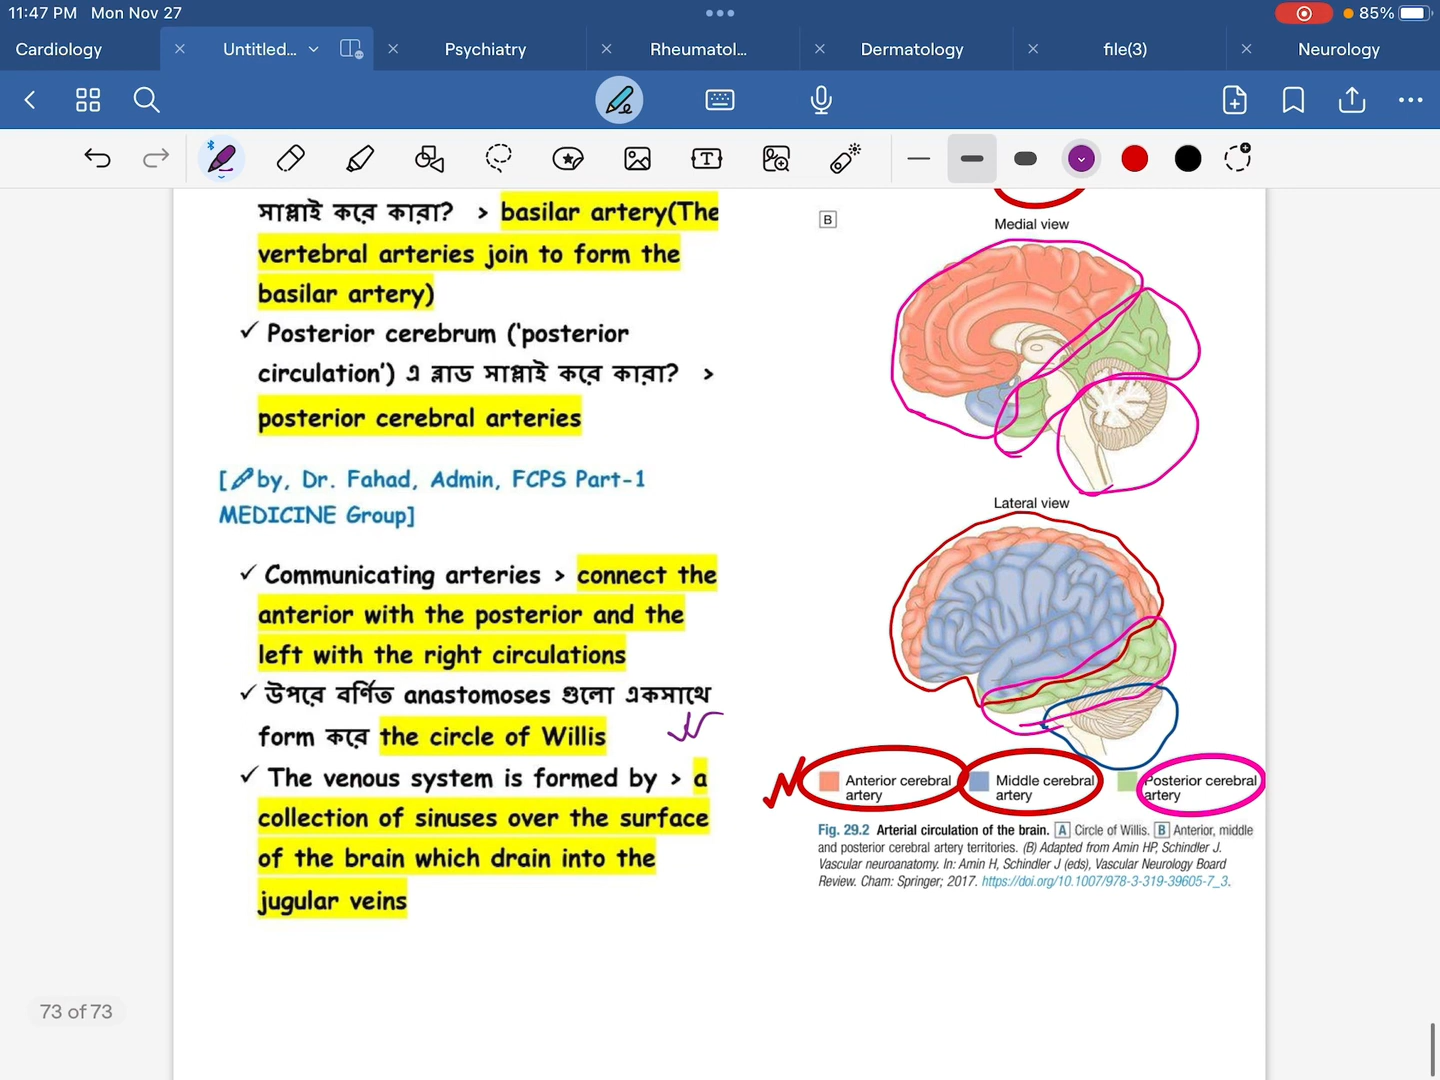 11:47 PM Mon Nov 27
85%
Cardiology
Untitled...
Psychiatry
Rheumatol...
Dermatology
file(3)
Neurology
সাপ্লাই করে কারা? > basilar artery(The
vertebral arteries join to form the
basilar artery)
✓ Posterior cerebrum ('posterior
circulation') এ ব্লাড সাপ্লাই করে কারা? >
posterior cerebral arteries
[🖊by, Dr. Fahad, Admin, FCPS Part-1
MEDICINE Group]
✓ Communicating arteries > connect the
anterior with the posterior and the
left with the right circulations
✓ উপরে বর্ণিত anastomoses গুলো একসাথে
form করে the circle of Willis
✓ The venous system is formed by > a
collection of sinuses over the surface
of the brain which drain into the
jugular veins
B
Medial view
Lateral view
Anterior cerebral
artery
Middle cerebral
artery
Posterior cerebral
artery
Fig. 29.2 Arterial circulation of the brain. A Circle of Willis. B Anterior, middle
and posterior cerebral artery territories. (B) Adapted from Amin HP, Schindler J.
Vascular neuroanatomy. In: Amin H, Schindler J (eds), Vascular Neurology Board
Review. Cham: Springer; 2017. https://doi.org/10.1007/978-3-319-39605-7_3.
73 of 73